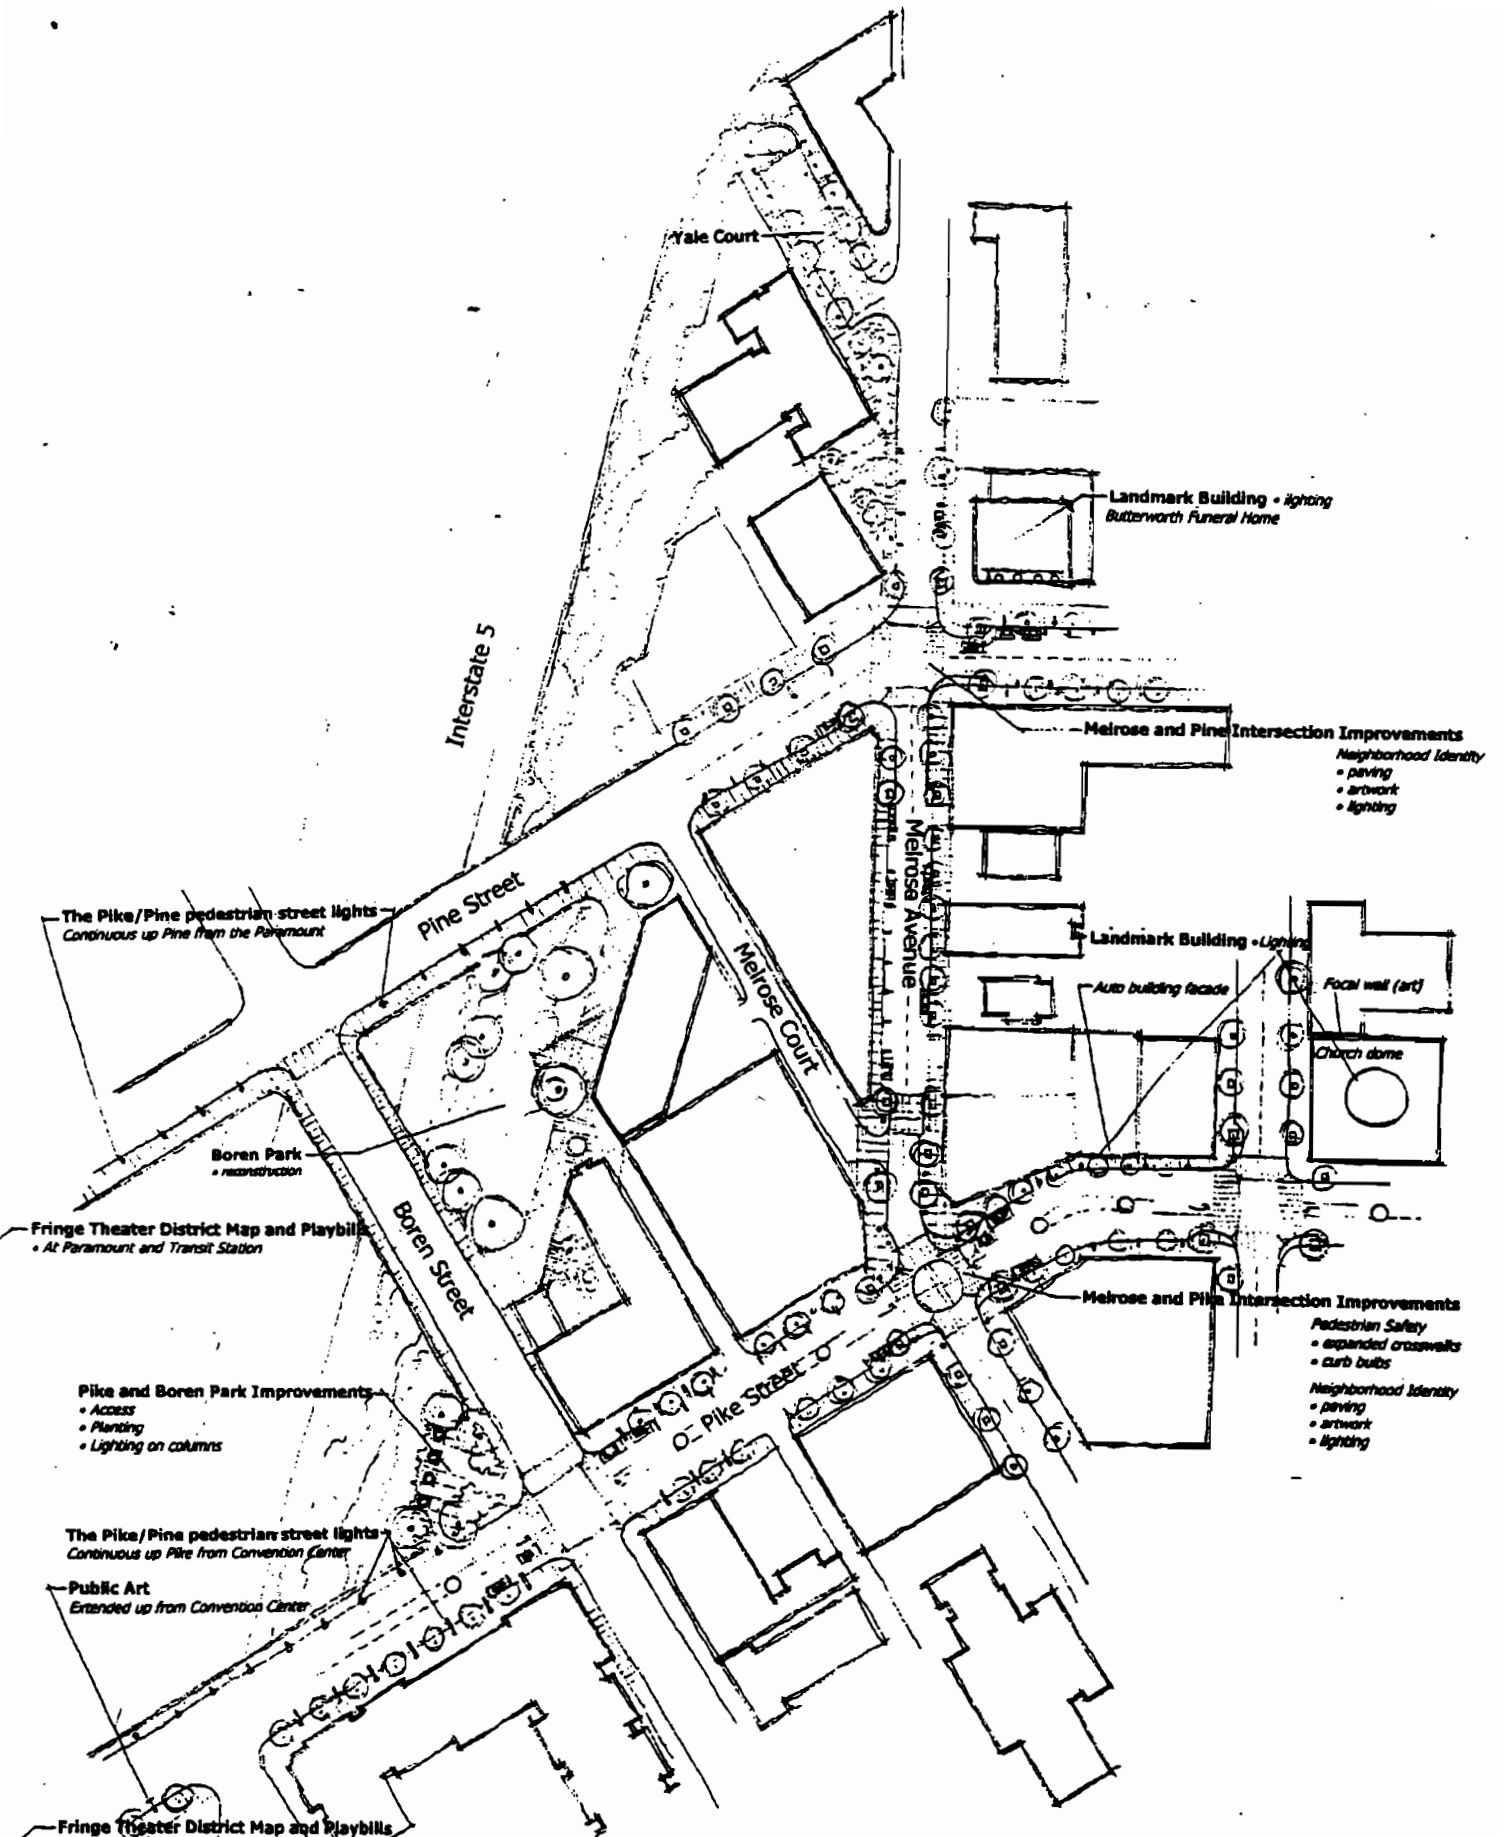 Yale Court
Landmark Building • lighting
Butterworth Funeral Home
Interstate 5
Melrose and Pine Intersection Improvements
Neighborhood Identity
• paving
• artwork
• lighting
Pine Street
Melrose Avenue
The Pike/Pine pedestrian street lights
Continuous up Pine from the Paramount
Melrose Court
Landmark Building • Lighting
Auto building facade
Focal wall (art)
Church dome
Boren Park
• reconstruction
Boren Street
Fringe Theater District Map and Playbills
• At Paramount and Transit Station
Melrose and Pike Intersection Improvements
Pedestrian Safety
• expanded crosswalks
• curb bulbs
Neighborhood Identity
• paving
• artwork
• lighting
Pike Street
Pike and Boren Park Improvements
• Access
• Planting
• Lighting on columns
The Pike/Pine pedestrian street lights
Continuous up Pike from Convention Center
Public Art
Extended up from Convention Center
Fringe Theater District Map and Playbills